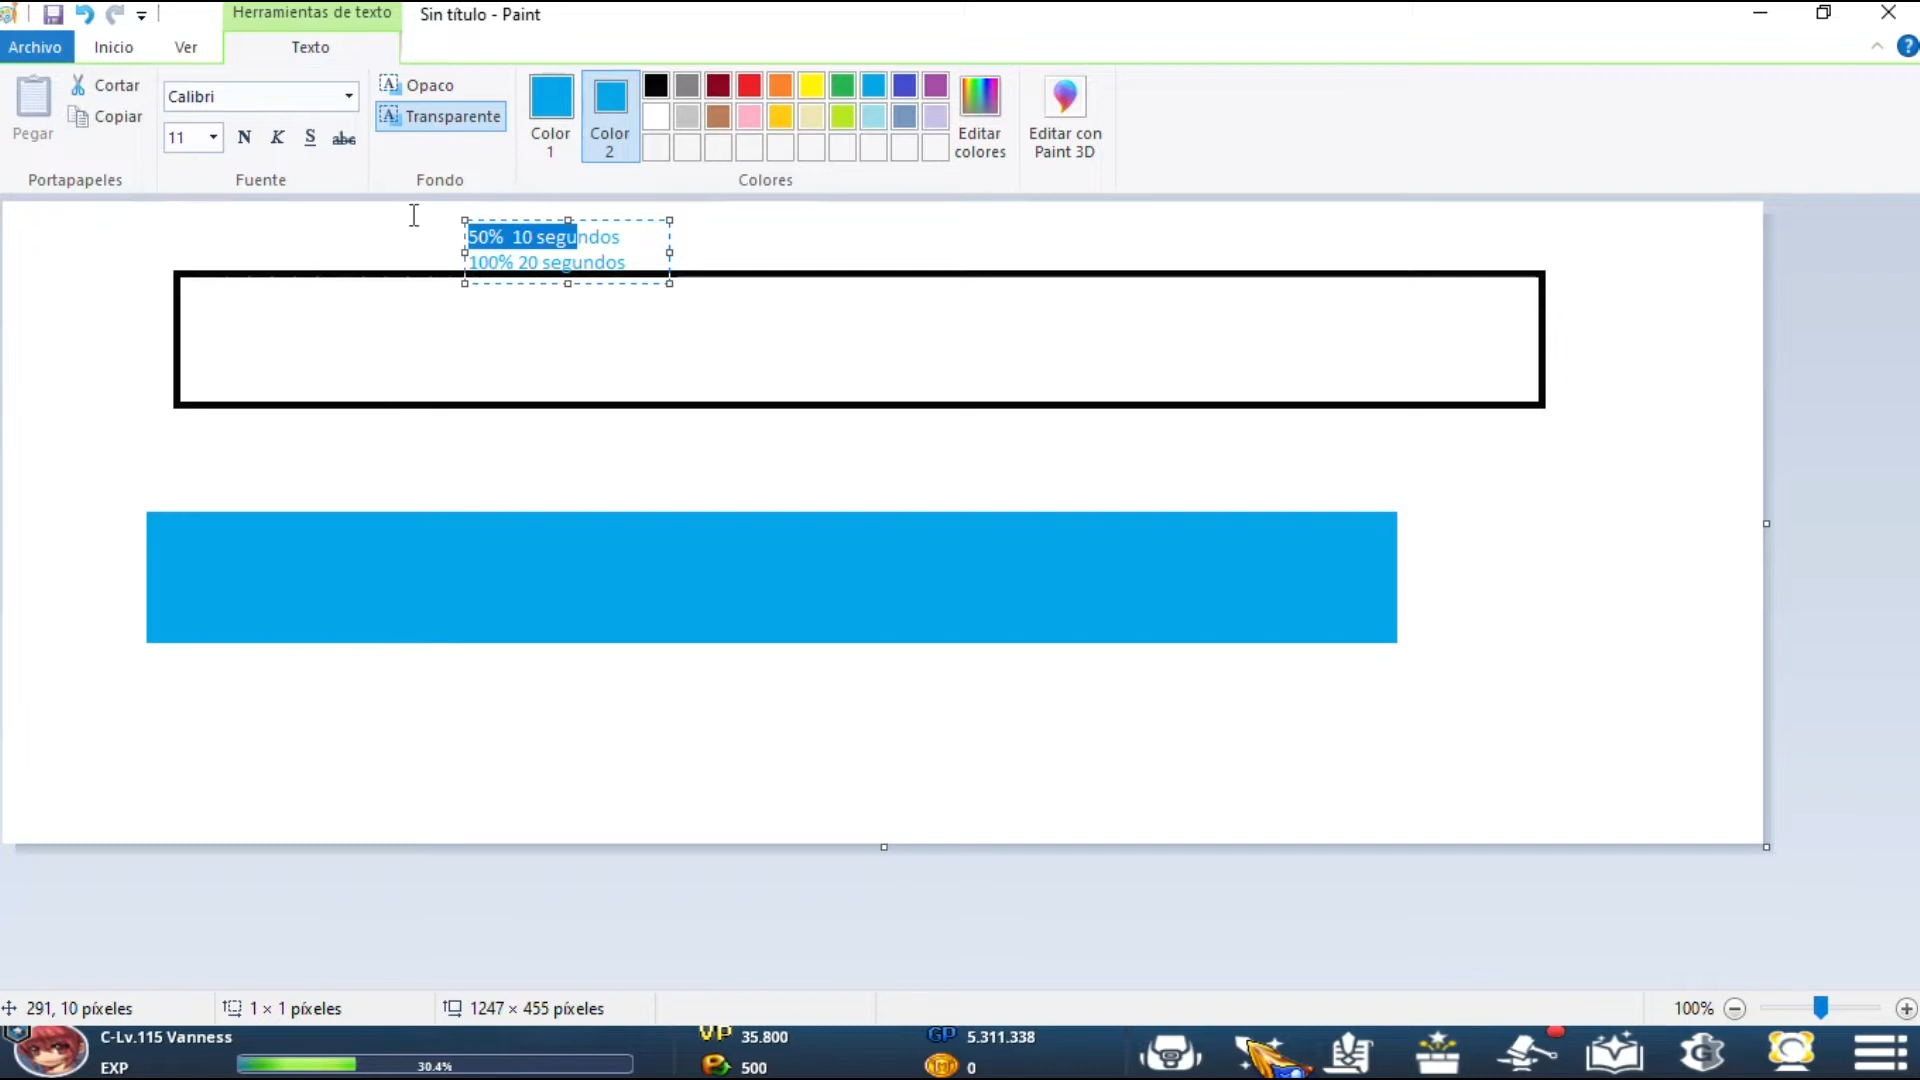 Herramientas de texto
Sin título - Paint
Archivo
Inicio
Ver
Texto
Pegar
Cortar
Copiar
Portapapeles
Calibri
11
N K S abc
Fuente
Opaco
Transparente
Fondo
Color 1
Color 2
Editar colores
Colores
Editar con Paint 3D
50%  10 segundos
100% 20 segundos
291, 10 píxeles
1 × 1 píxeles
1247 × 455 píxeles
100%
C-Lv.115 Vanness
EXP
30.4%
VP 35.800
500
GP 5.311.338
0